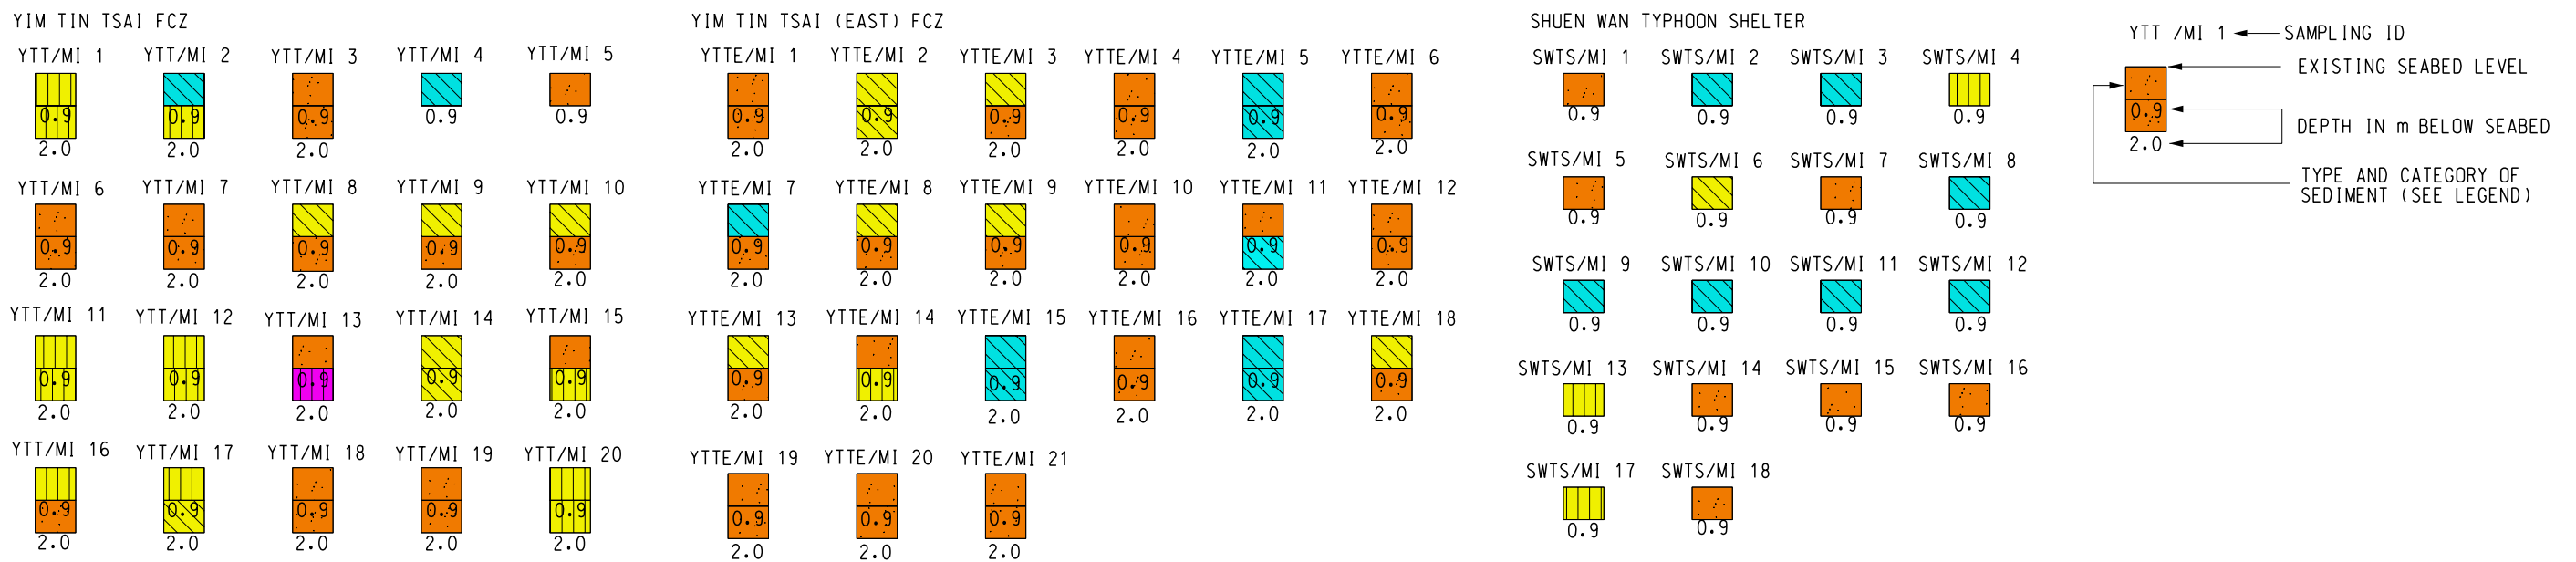 YIM TIN TSAI FCZ
YTT/MI 1 YTT/MI 2 YTT/MI 3 YTT/MI 4 YTT/MI 5
0.9 0.9 0.9 0.9 0.9
2.0 2.0 2.0
YTT/MI 6 YTT/MI 7 YTT/MI 8 YTT/MI 9 YTT/MI 10
0.9 0.9 0.9 0.9 0.9
2.0 2.0 2.0 2.0 2.0
YTT/MI 11 YTT/MI 12 YTT/MI 13 YTT/MI 14 YTT/MI 15
0.9 0.9 0.9 0.9 0.9
2.0 2.0 2.0 2.0 2.0
YTT/MI 16 YTT/MI 17 YTT/MI 18 YTT/MI 19 YTT/MI 20
0.9 0.9 0.9 0.9 0.9
2.0 2.0 2.0 2.0 2.0
YIM TIN TSAI (EAST) FCZ
YTTE/MI 1 YTTE/MI 2 YTTE/MI 3 YTTE/MI 4 YTTE/MI 5 YTTE/MI 6
0.9 0.9 0.9 0.9 0.9 0.9
2.0 2.0 2.0 2.0 2.0 2.0
YTTE/MI 7 YTTE/MI 8 YTTE/MI 9 YTTE/MI 10 YTTE/MI 11 YTTE/MI 12
0.9 0.9 0.9 0.9 0.9 0.9
2.0 2.0 2.0 2.0 2.0 2.0
YTTE/MI 13 YTTE/MI 14 YTTE/MI 15 YTTE/MI 16 YTTE/MI 17 YTTE/MI 18
0.9 0.9 0.9 0.9 0.9 0.9
2.0 2.0 2.0 2.0 2.0 2.0
YTTE/MI 19 YTTE/MI 20 YTTE/MI 21
0.9 0.9 0.9
2.0 2.0 2.0
SHUEN WAN TYPHOON SHELTER
SWTS/MI 1 SWTS/MI 2 SWTS/MI 3 SWTS/MI 4
0.9 0.9 0.9 0.9
SWTS/MI 5 SWTS/MI 6 SWTS/MI 7 SWTS/MI 8
0.9 0.9 0.9 0.9
SWTS/MI 9 SWTS/MI 10 SWTS/MI 11 SWTS/MI 12
0.9 0.9 0.9 0.9
SWTS/MI 13 SWTS/MI 14 SWTS/MI 15 SWTS/MI 16
0.9 0.9 0.9 0.9
SWTS/MI 17 SWTS/MI 18
0.9 0.9
YTT /MI 1 SAMPLING ID
EXISTING SEABED LEVEL
0.9
DEPTH IN m BELOW SEABED
2.0
TYPE AND CATEGORY OF
SEDIMENT (SEE LEGEND)